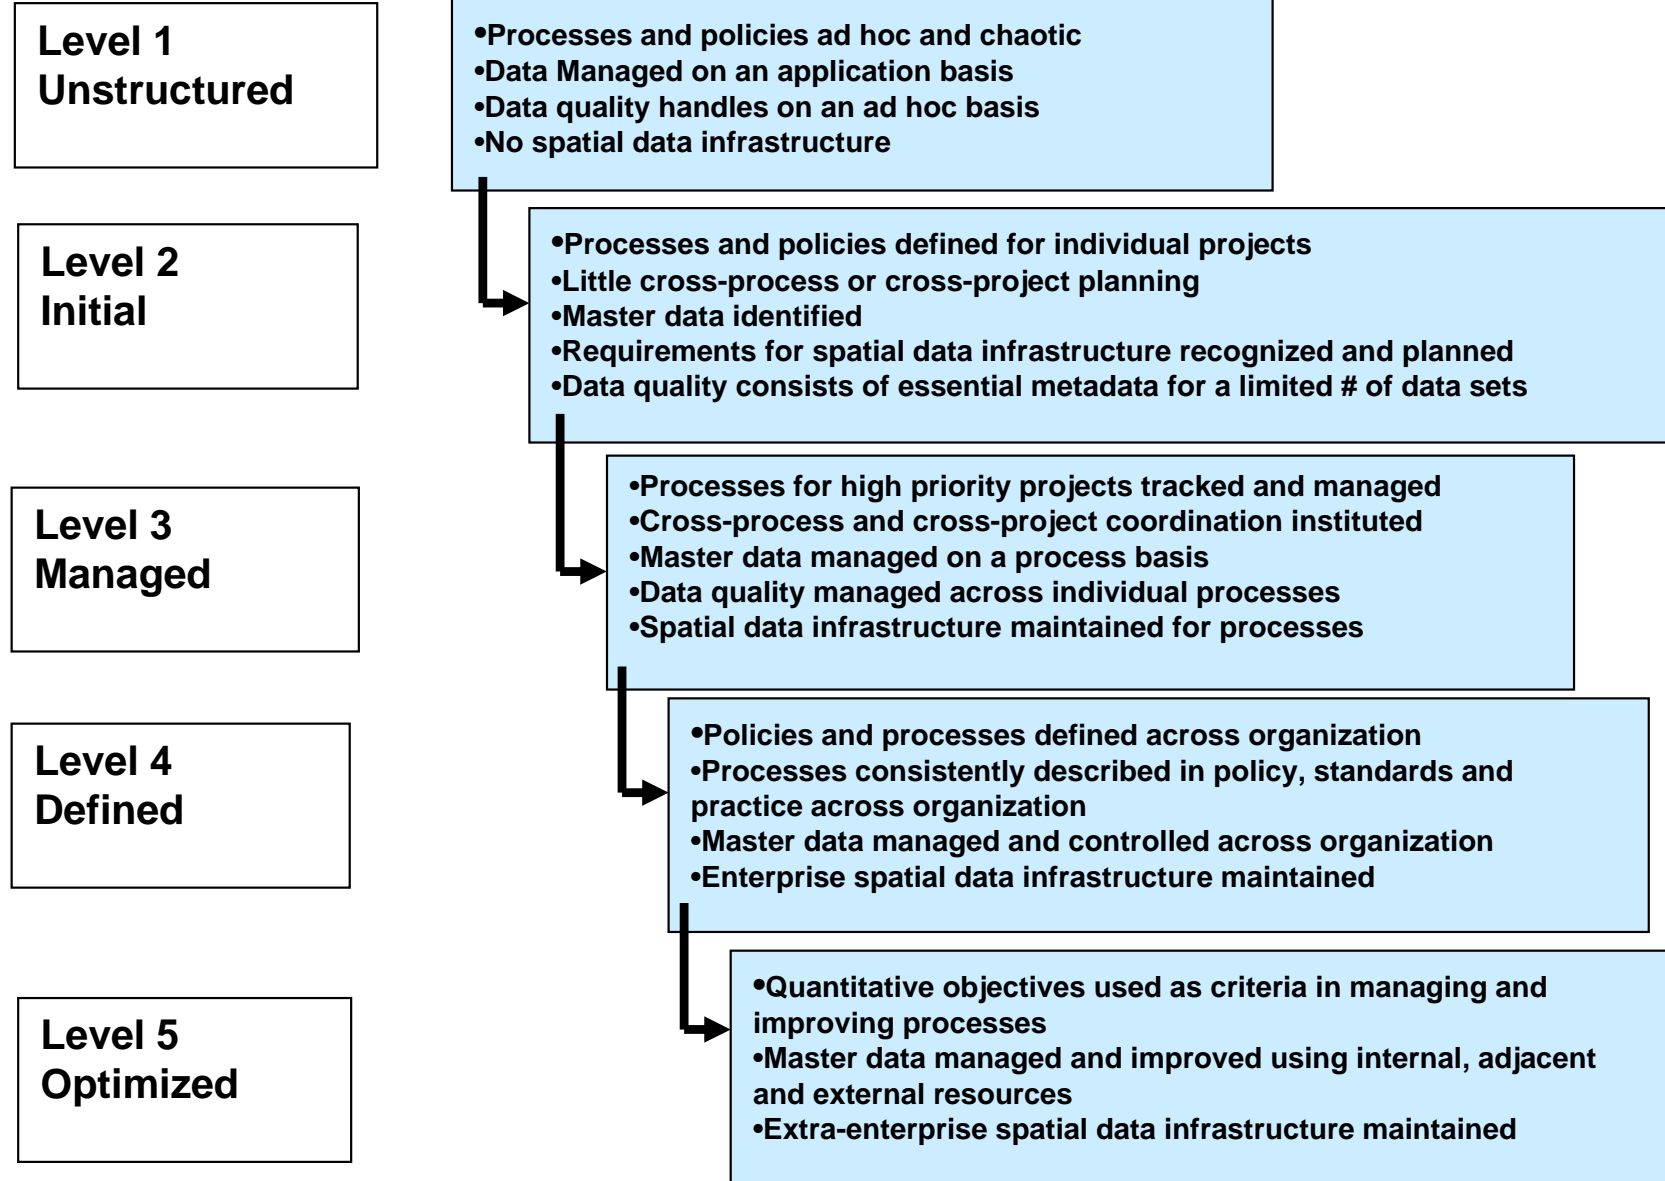 Level 1
Unstructured
•Processes and policies ad hoc and chaotic
•Data Managed on an application basis
•Data quality handles on an ad hoc basis
•No spatial data infrastructure
Level 2
Initial
•Processes and policies defined for individual projects
•Little cross-process or cross-project planning
•Master data identified
•Requirements for spatial data infrastructure recognized and planned
•Data quality consists of essential metadata for a limited # of data sets
Level 3
Managed
•Processes for high priority projects tracked and managed
•Cross-process and cross-project coordination instituted
•Master data managed on a process basis
•Data quality managed across individual processes
•Spatial data infrastructure maintained for processes
Level 4
Defined
•Policies and processes defined across organization
•Processes consistently described in policy, standards and
practice across organization
•Master data managed and controlled across organization
•Enterprise spatial data infrastructure maintained
Level 5
Optimized
•Quantitative objectives used as criteria in managing and
improving processes
•Master data managed and improved using internal, adjacent
and external resources
•Extra-enterprise spatial data infrastructure maintained